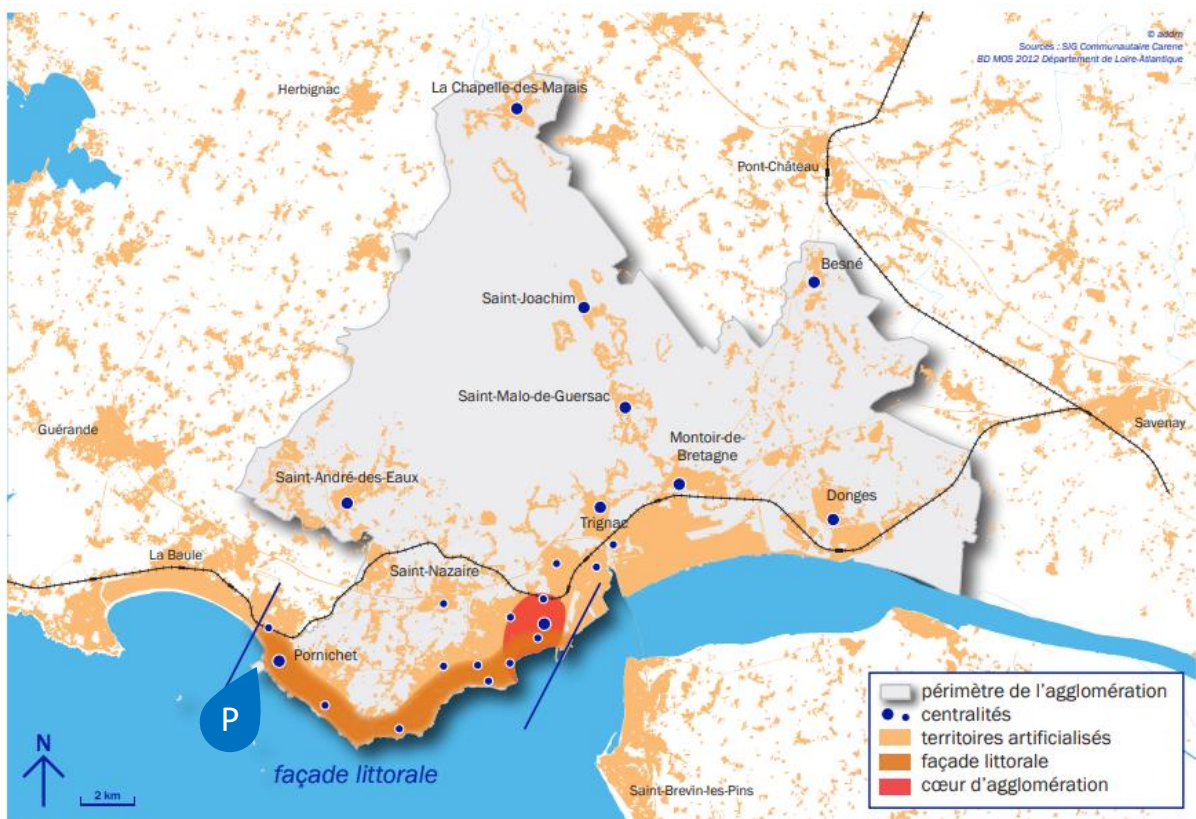 © addrn
Sources : SIG Communautaire Carene
BD MOS 2012 Département de Loire-Atlantique
La Chapelle-des-Marais
Herbignac
Pont-Château
Besné
Saint-Joachim
Saint-Malo-de-Guersac
Savenay
Guérande
Montoir-de-
Bretagne
Saint-André-des-Eaux
Donges
Trignac
La Baule
Saint-Nazaire
Pornichet
P
façade littorale
N
2 km
Saint-Brevin-les-Pins
périmètre de l'agglomération
centralités
territoires artificialisés
façade littorale
cœur d'agglomération